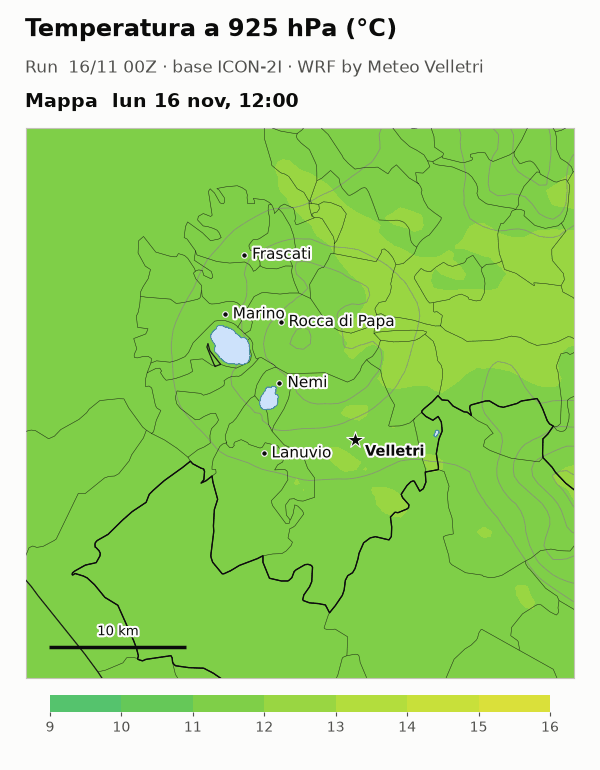 Temperatura a 925 hPa (°C)
Run  16/11 00Z · base ICON-2I · WRF by Meteo Velletri
Mappa  lun 16 nov, 12:00
Frascati
Marino
Rocca di Papa
Nemi
Velletri
Lanuvio
10 km
9 10 11 12 13 14 15 16